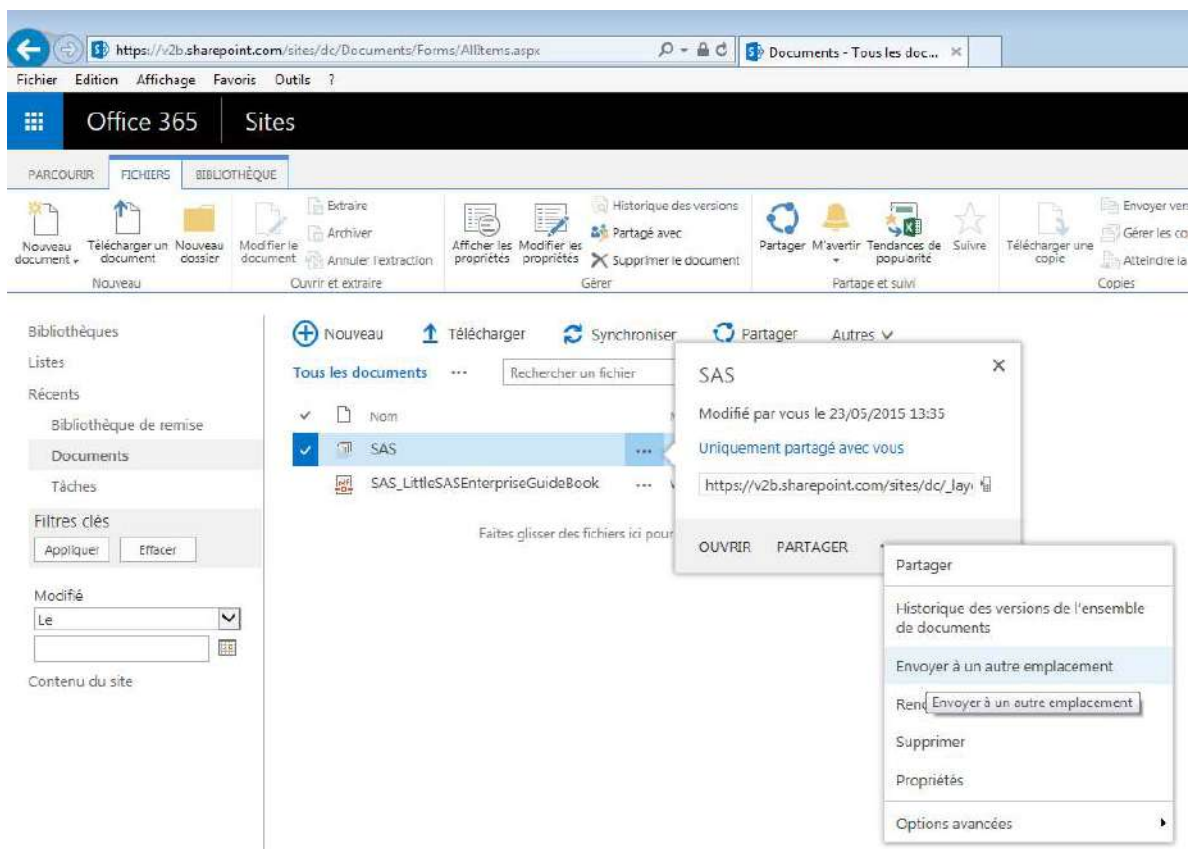 https://v2b.sharepoint.com/sites/dc/Documents/Forms/AllItems.aspx
Documents - Tous les doc...
Fichier Edition Affichage Favoris Outils ?
Office 365 Sites
PARCOURIR FICHIERS BIBLIOTHÈQUE
Nouveau document
Télécharger un document
Nouveau dossier
Nouveau
Modifier le document
Extraire
Archiver
Annuler l'extraction
Ouvrir et extraire
Afficher les propriétés
Modifier les propriétés
Historique des versions
Partagé avec
Supprimer le document
Gérer
Partager
M'avertir
Tendances de popularité
Suivre
Partage et suivi
Télécharger une copie
Envoyer ver
Gérer les co
Atteindre la
Copies
Bibliothèques
Listes
Récents
Bibliothèque de remise
Documents
Tâches
Filtres clés
Appliquer Effacer
Modifié
Le
Contenu du site
Nouveau Télécharger Synchroniser Partager Autres
Tous les documents ... Rechercher un fichier
Nom
SAS ...
SAS_LittleSASEnterpriseGuideBook ...
Faites glisser des fichiers ici pour
SAS
Modifié par vous le 23/05/2015 13:35
Uniquement partagé avec vous
https://v2b.sharepoint.com/sites/dc/_lay
OUVRIR PARTAGER
Partager
Historique des versions de l'ensemble
de documents
Envoyer à un autre emplacement
Envoyer à un autre emplacement
Supprimer
Propriétés
Options avancées